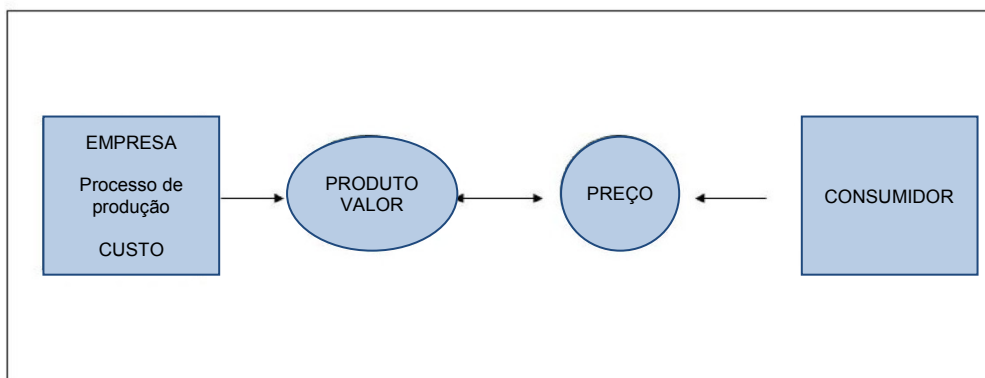 EMPRESA
Processo de
produção
CUSTO
PRODUTO
VALOR
PREÇO
CONSUMIDOR